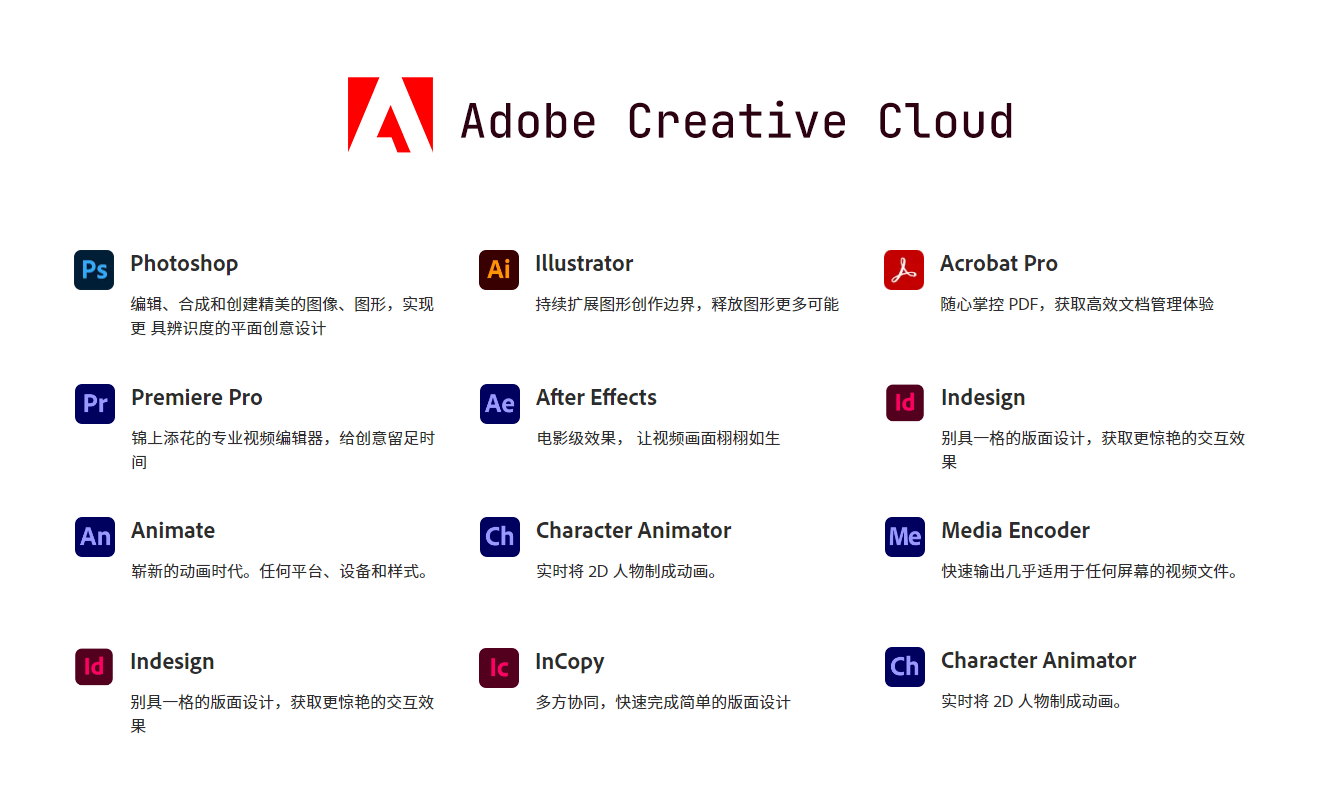 Adobe Creative Cloud
Ps
Photoshop
编辑、合成和创建精美的图像、图形，实现
更 具辨识度的平面创意设计
Ai
Illustrator
持续扩展图形创作边界，释放图形更多可能
Acrobat Pro
随心掌控 PDF，获取高效文档管理体验
Pr
Premiere Pro
锦上添花的专业视频编辑器，给创意留足时
间
Ae
After Effects
电影级效果， 让视频画面栩栩如生
Id
Indesign
别具一格的版面设计，获取更惊艳的交互效
果
An
Animate
崭新的动画时代。任何平台、设备和样式。
Ch
Character Animator
实时将 2D 人物制成动画。
Me
Media Encoder
快速输出几乎适用于任何屏幕的视频文件。
Id
Indesign
别具一格的版面设计，获取更惊艳的交互效
果
Ic
InCopy
多方协同，快速完成简单的版面设计
Ch
Character Animator
实时将 2D 人物制成动画。